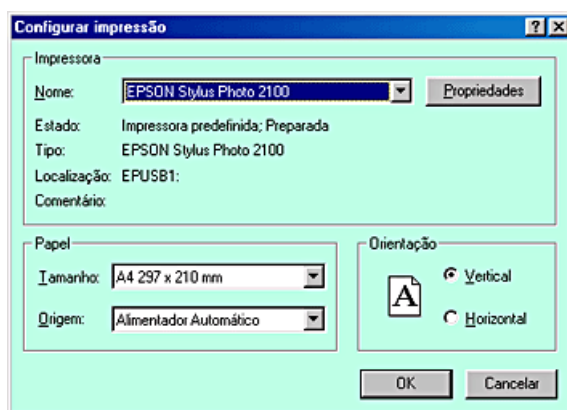 Configurar impressão
Impressora
Nome: EPSON Stylus Photo 2100 Propriedades
Estado: Impressora predefinida; Preparada
Tipo: EPSON Stylus Photo 2100
Localização: EPUSB1:
Comentário:
Papel
Tamanho: A4 297 x 210 mm
Origem: Alimentador Automático
Orientação
A
Vertical
Horizontal
OK Cancelar